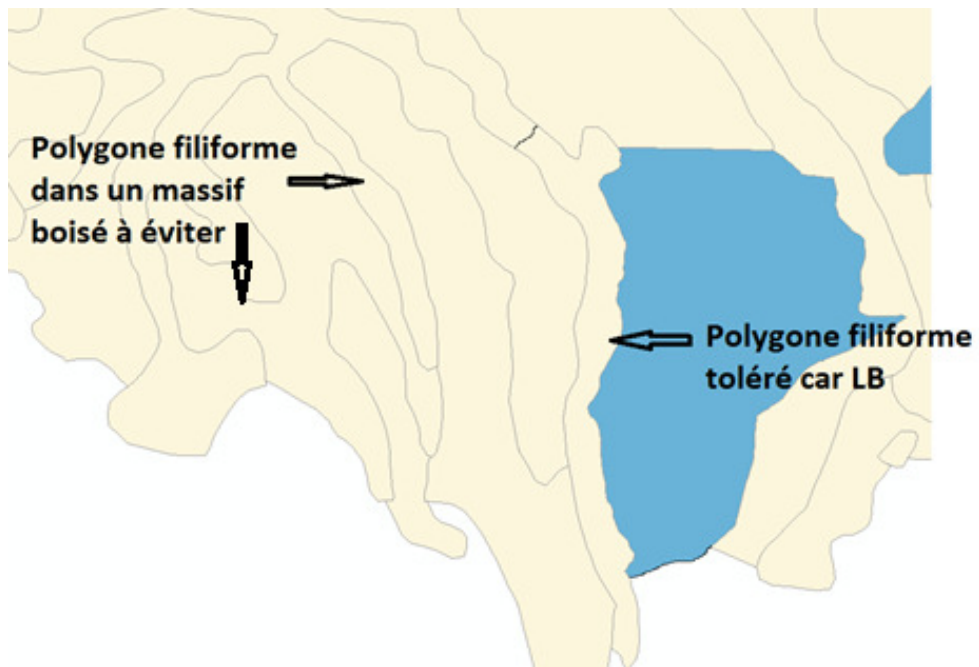 Polygone filiforme
dans un massif
boisé à éviter
Polygone filiforme
toléré car LB